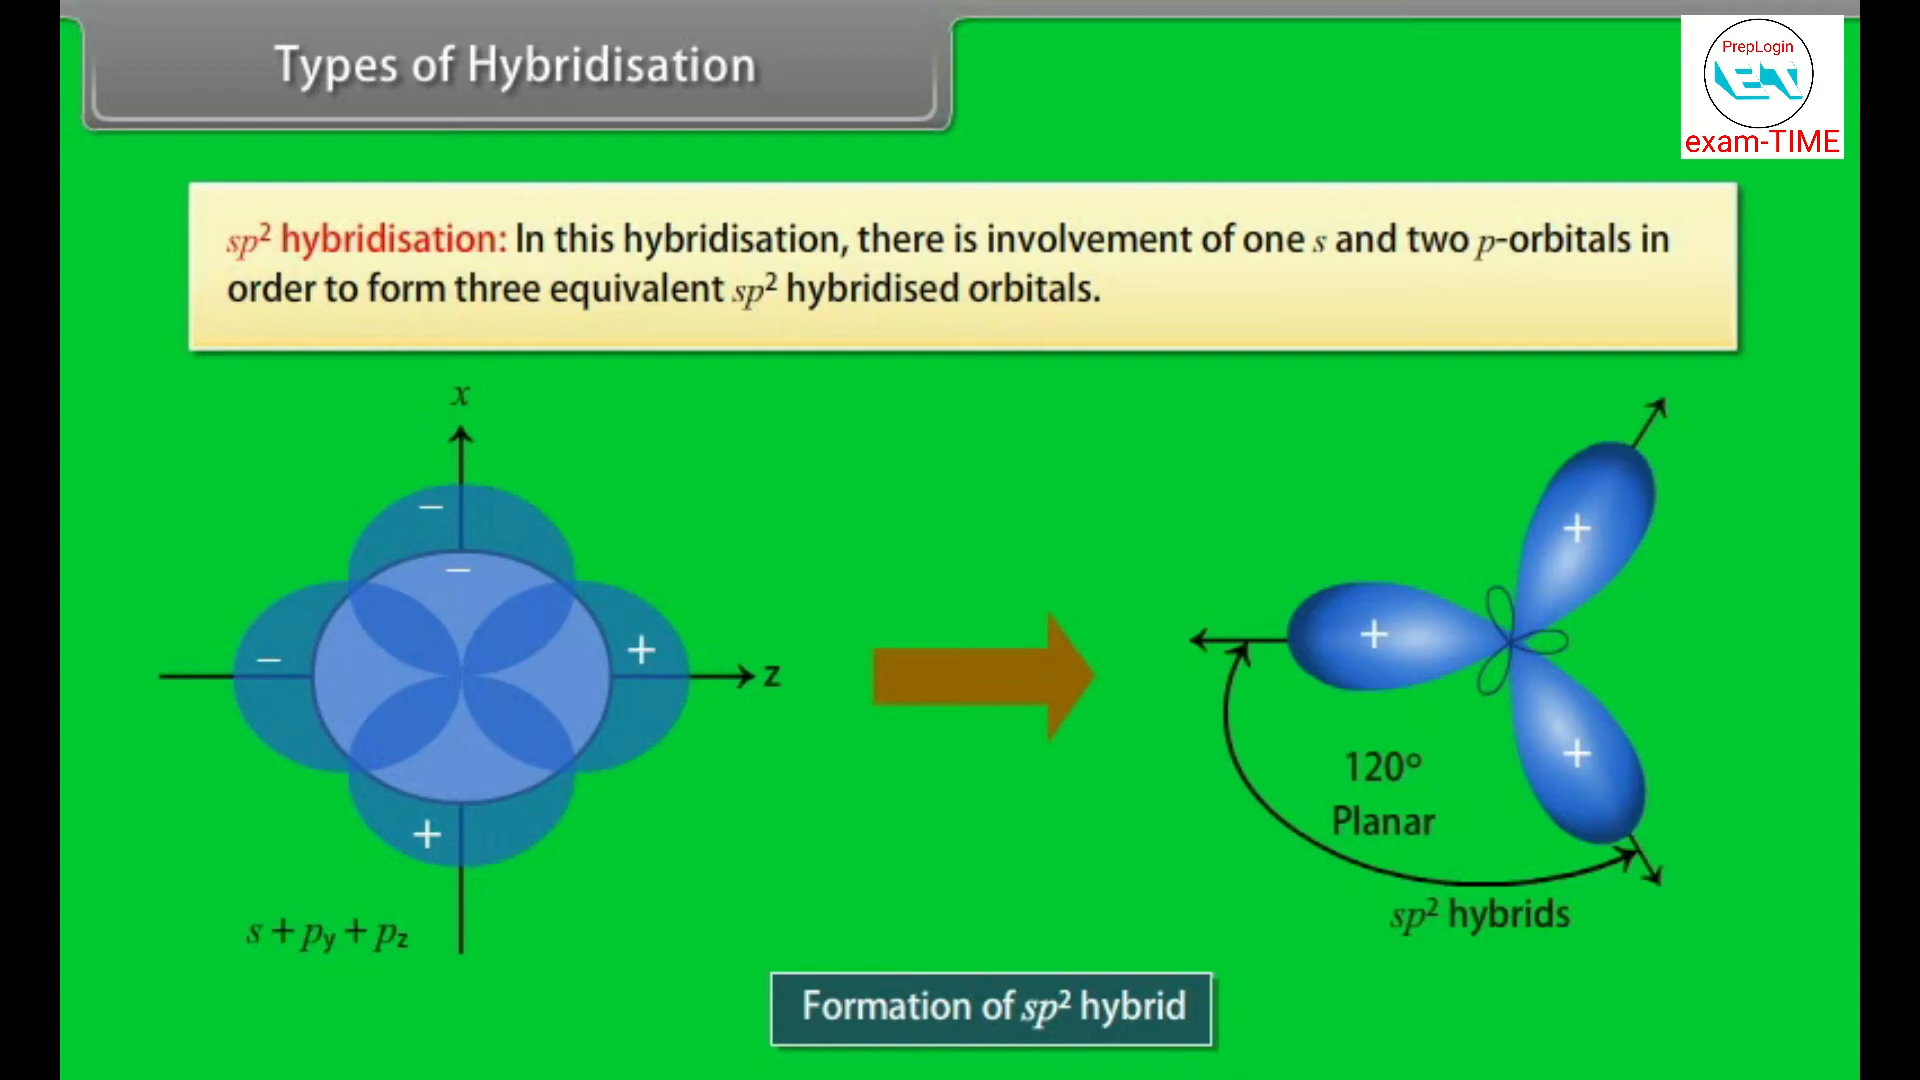 Types of Hybridisation
PrepLogin
exam-TIME
sp² hybridisation: In this hybridisation, there is involvement of one s and two p-orbitals in
order to form three equivalent sp² hybridised orbitals.
x
−
−
−
+
z
+
s + py + pz
+
+
+
120°
Planar
sp² hybrids
Formation of sp² hybrid